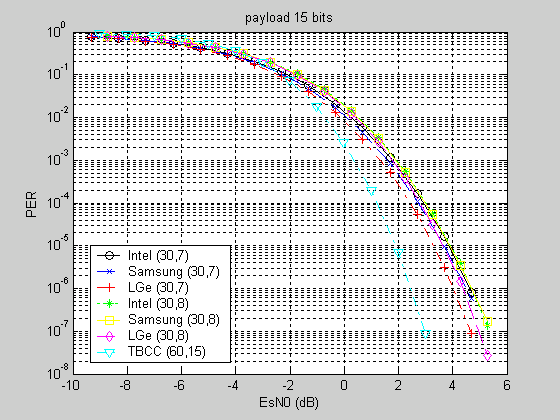 payload 15 bits
10^0
10^-1
10^-2
10^-3
10^-4
10^-5
10^-6
10^-7
10^-8
PER
Intel (30,7)
Samsung (30,7)
LGe (30,7)
Intel (30,8)
Samsung (30,8)
LGe (30,8)
TBCC (60,15)
-10 -8 -6 -4 -2 0 2 4 6
EsN0 (dB)